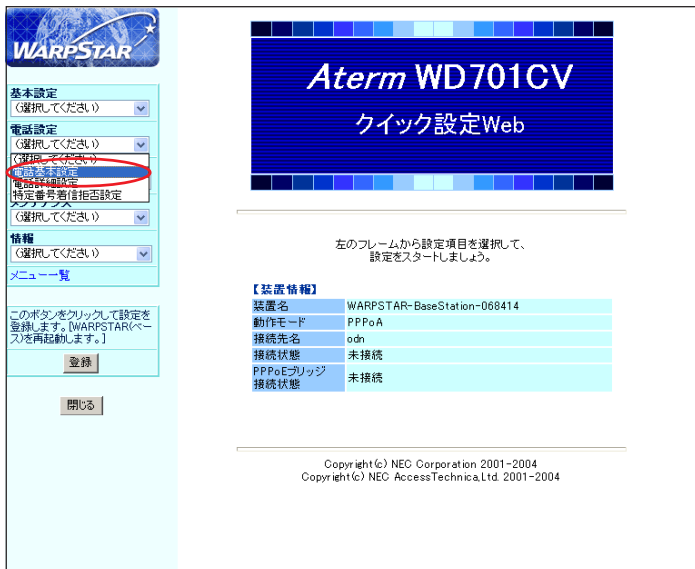 WARPSTAR
基本設定
(選択してください)
電話設定
(選択してください)
(選択してください)
電話基本設定
電話詳細設定
特定番号着信拒否設定
メンテナンス
(選択してください)
情報
(選択してください)
メニュー一覧
このボタンをクリックして設定を
登録します。[WARPSTAR(ベー
ス)を再起動します。]
登録
閉じる
Aterm WD701CV
クイック設定Web
左のフレームから設定項目を選択して、
設定をスタートしましょう。
【装置情報】
装置名 WARPSTAR-BaseStation-068414
動作モード PPPoA
接続先名 odn
接続状態 未接続
PPPoEブリッジ
接続状態 未接続
Copyright(c) NEC Corporation 2001-2004
Copyright(c) NEC AccessTechnica,Ltd. 2001-2004